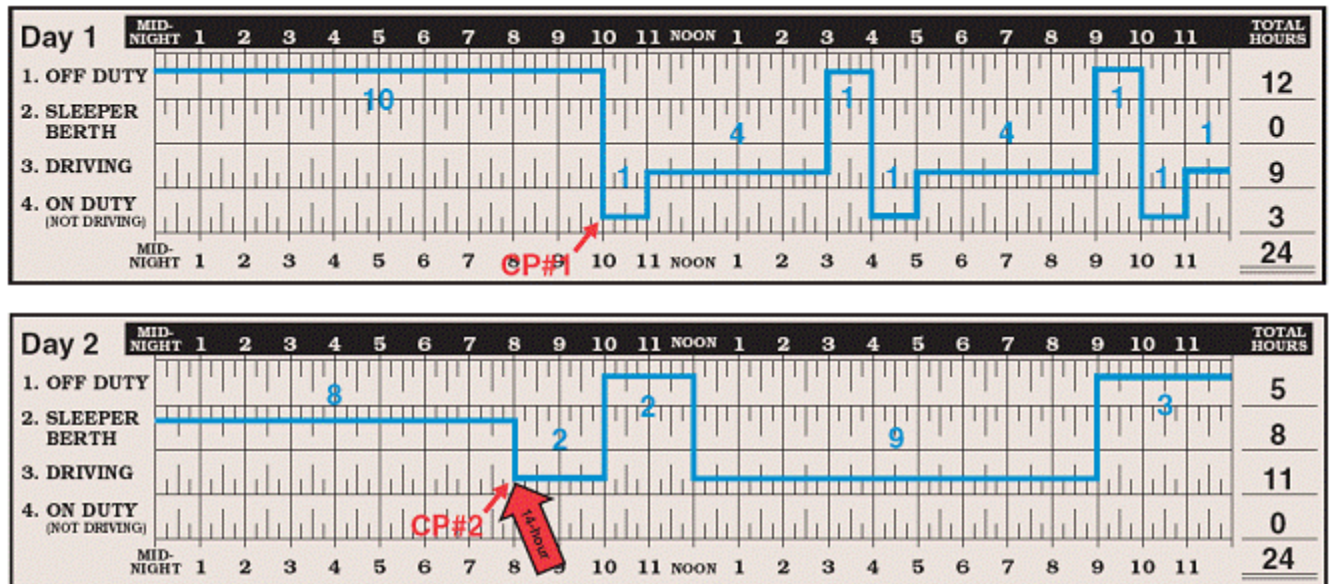 Day 1 MID-NIGHT 1 2 3 4 5 6 7 8 9 10 11 NOON 1 2 3 4 5 6 7 8 9 10 11 TOTAL HOURS
1. OFF DUTY 10 1 1 12
2. SLEEPER BERTH 4 4 1 0
3. DRIVING 1 1 1 9
4. ON DUTY (NOT DRIVING) 3
CP#1
MID-NIGHT 1 2 3 4 5 6 7 8 9 10 11 NOON 1 2 3 4 5 6 7 8 9 10 11 24
Day 2 MID-NIGHT 1 2 3 4 5 6 7 8 9 10 11 NOON 1 2 3 4 5 6 7 8 9 10 11 TOTAL HOURS
1. OFF DUTY 8 2 3 5
2. SLEEPER BERTH 2 9 8
3. DRIVING 11
4. ON DUTY (NOT DRIVING) 0
CP#2 14-hour
MID-NIGHT 1 2 3 4 5 6 7 8 9 10 11 NOON 1 2 3 4 5 6 7 8 9 10 11 24